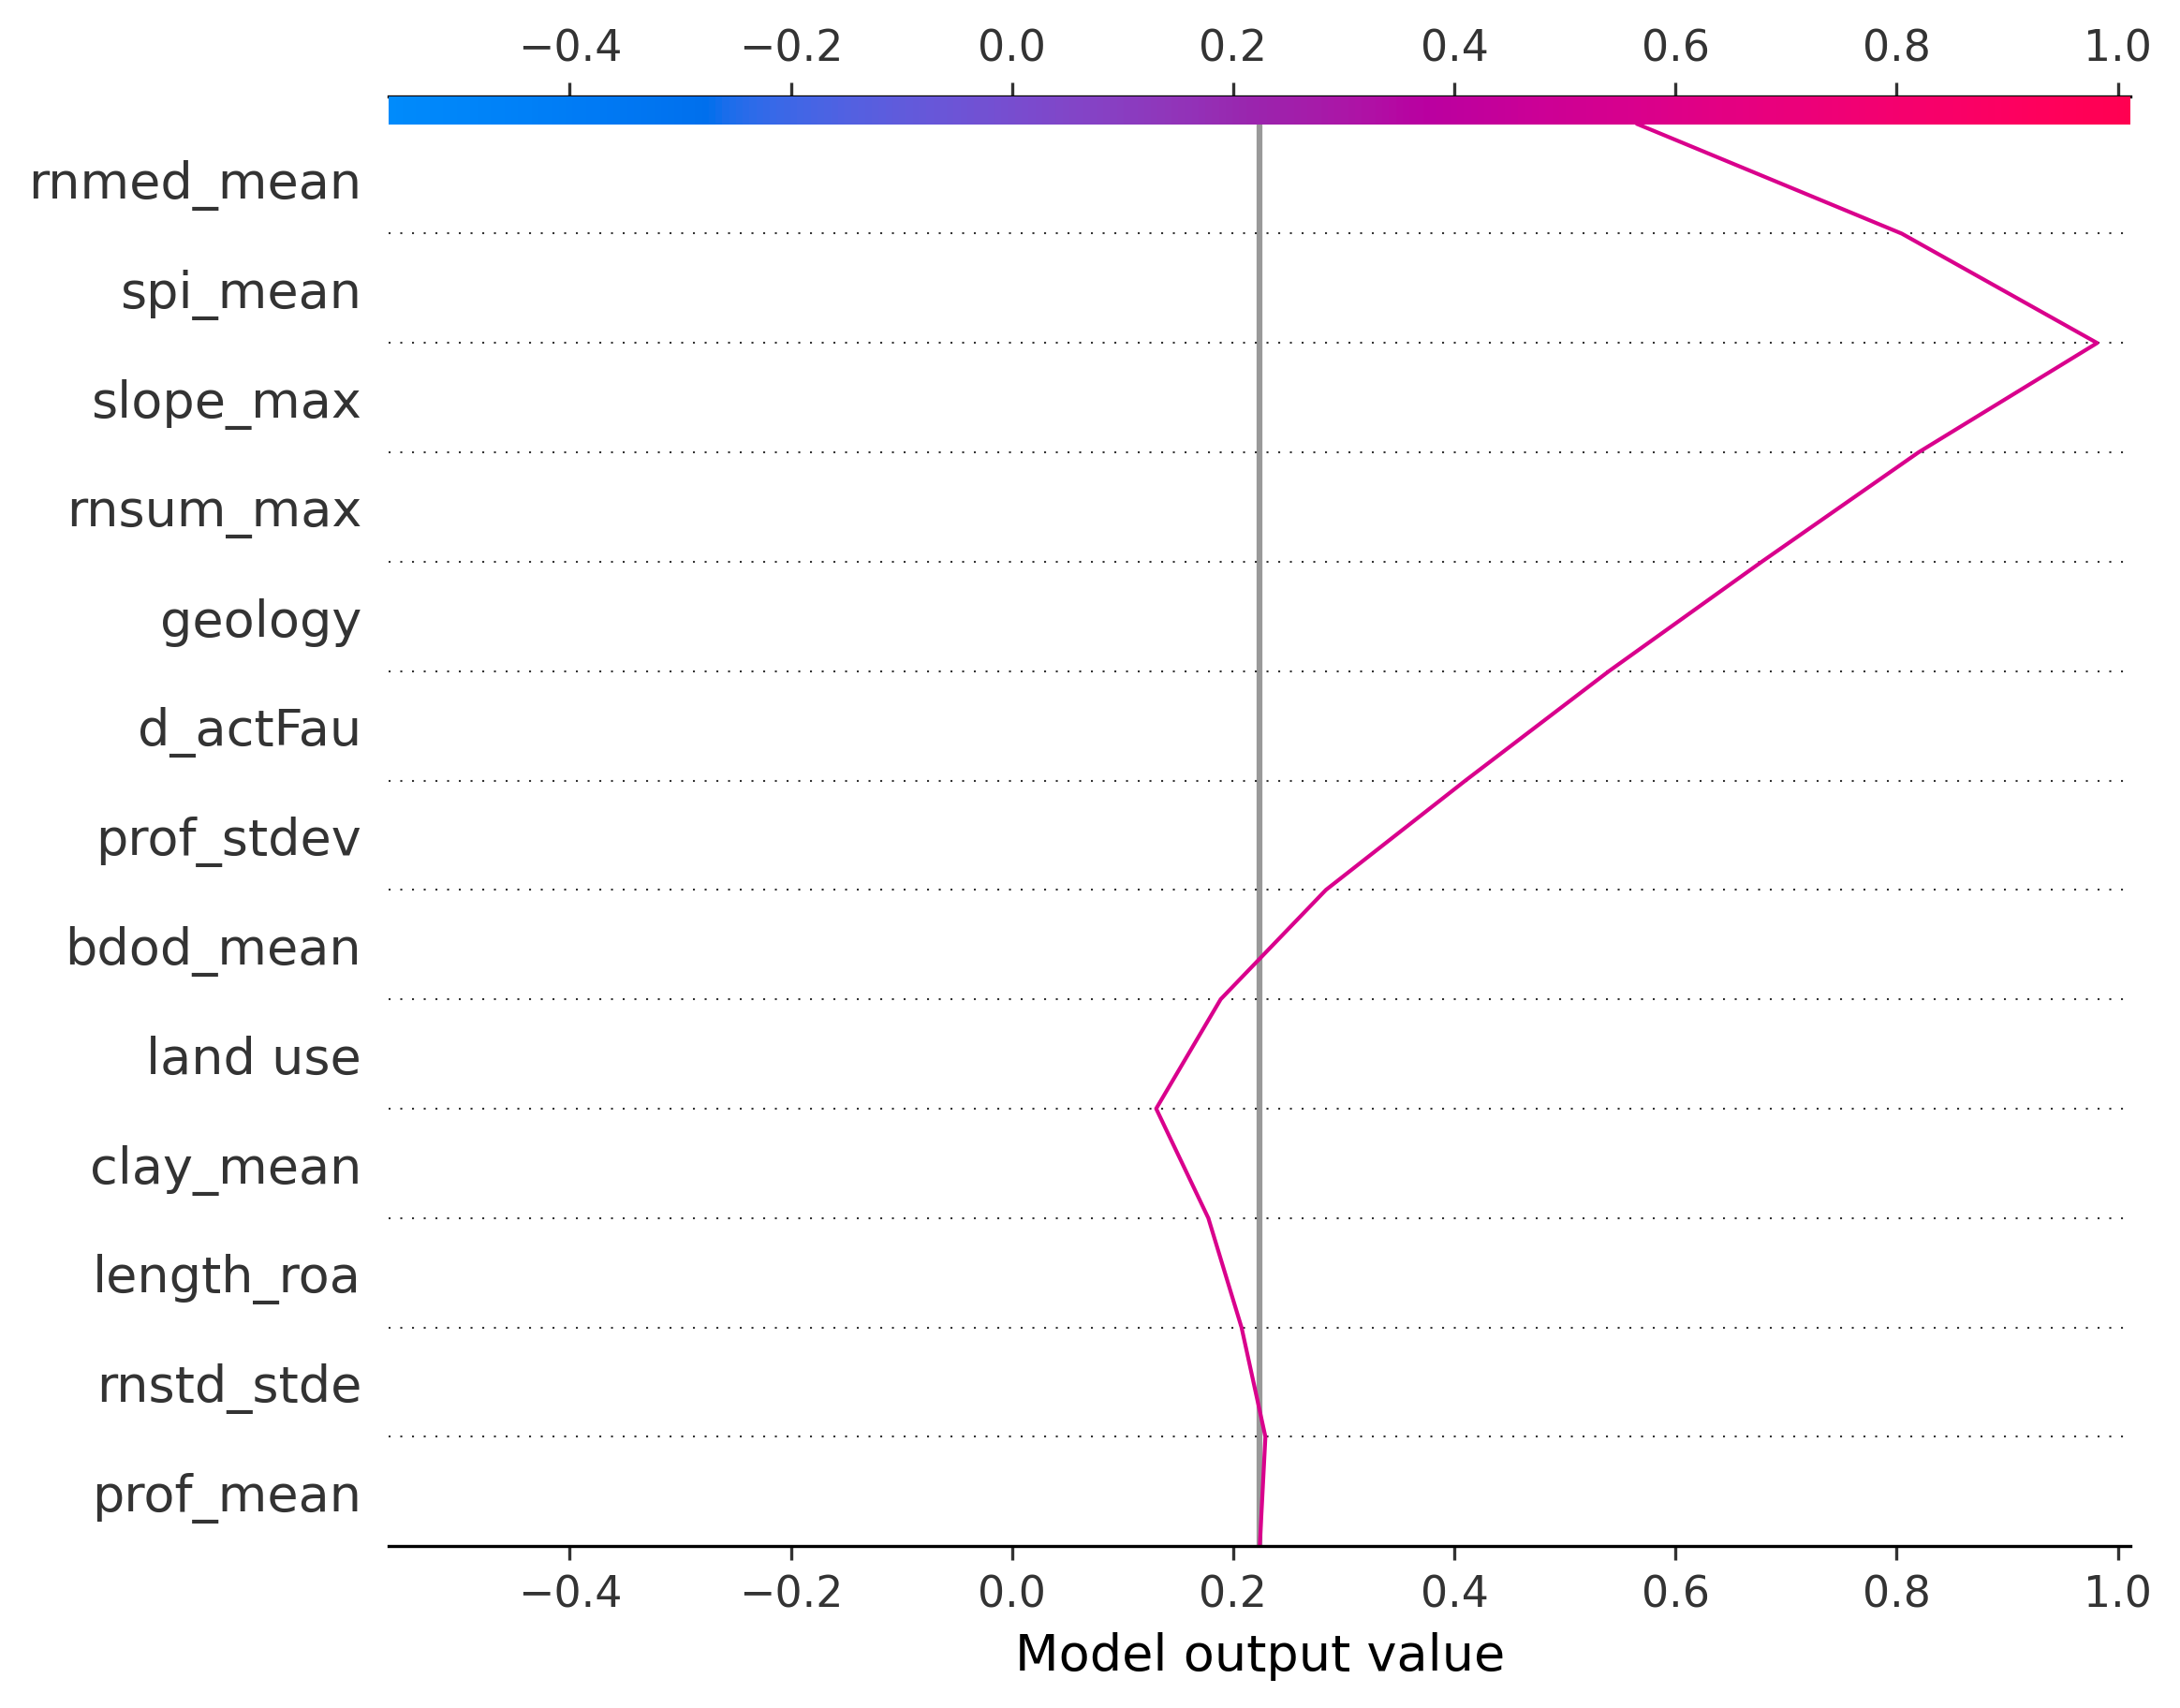 −0.4 −0.2 0.0 0.2 0.4 0.6 0.8 1.0
rnmed_mean
spi_mean
slope_max
rnsum_max
geology
d_actFau
prof_stdev
bdod_mean
land use
clay_mean
length_roa
rnstd_stde
prof_mean
−0.4 −0.2 0.0 0.2 0.4 0.6 0.8 1.0
Model output value